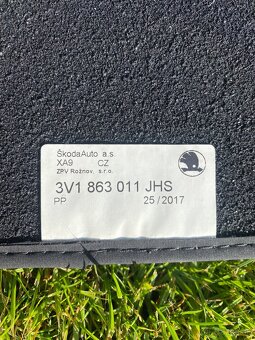 ŠkodaAuto a.s.
XA9 CZ
ZPV Rožnov, s.r.o.
3V1 863 011 JHS
PP 25/2017